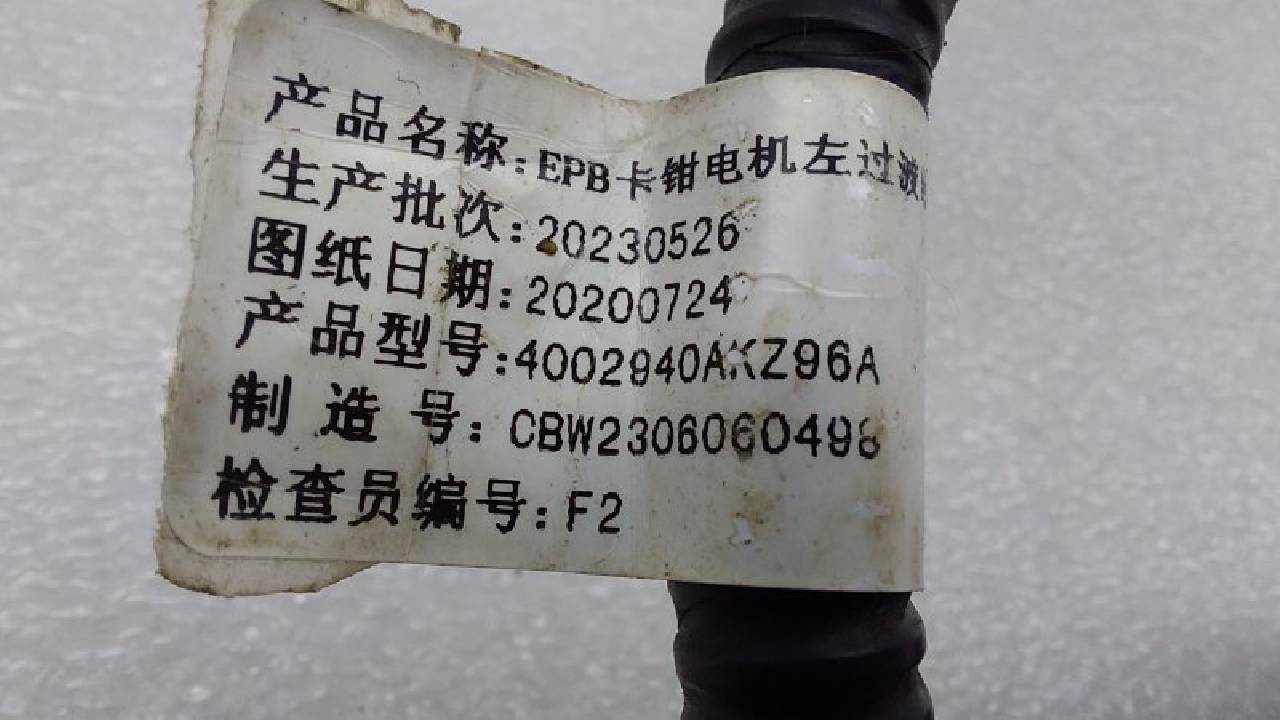 产品名称:EPB卡钳电机左过渡
生产批次:20230526
图纸日期:20200724
产品型号:4002940AKZ96A
制造号:CBW2306060498
检查员编号:F2